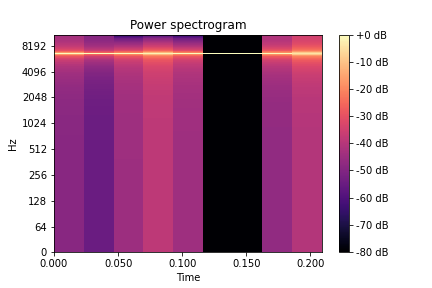 Power spectrogram
8192
4096
2048
1024
512
256
128
64
0
Hz
0.000 0.050 0.100 0.150 0.200
Time
+0 dB
-10 dB
-20 dB
-30 dB
-40 dB
-50 dB
-60 dB
-70 dB
-80 dB